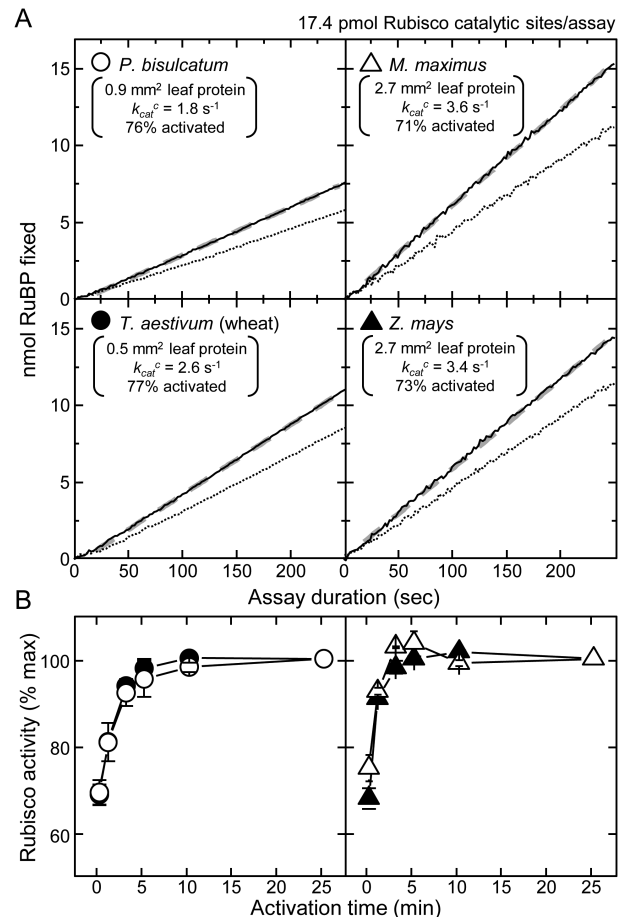 A
17.4 pmol Rubisco catalytic sites/assay
P. bisulcatum
0.9 mm² leaf protein
k_cat^c = 1.8 s⁻¹
76% activated
M. maximus
2.7 mm² leaf protein
k_cat^c = 3.6 s⁻¹
71% activated
15
10
5
0
T. aestivum (wheat)
0.5 mm² leaf protein
k_cat^c = 2.6 s⁻¹
77% activated
Z. mays
2.7 mm² leaf protein
k_cat^c = 3.4 s⁻¹
73% activated
15
10
5
0
nmol RuBP fixed
0 50 100 150 200 0 50 100 150 200
Assay duration (sec)
B
100
80
60
Rubisco activity (% max)
0 5 10 15 20 25 0 5 10 15 20 25
Activation time (min)